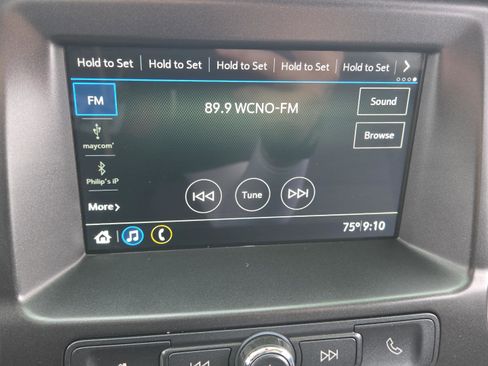 Hold to Set Hold to Set Hold to Set Hold to Set Hold to Set
FM
89.9 WCNO-FM
Sound
Browse
maycom'
Philip's iP
Tune
More
75° 9:10